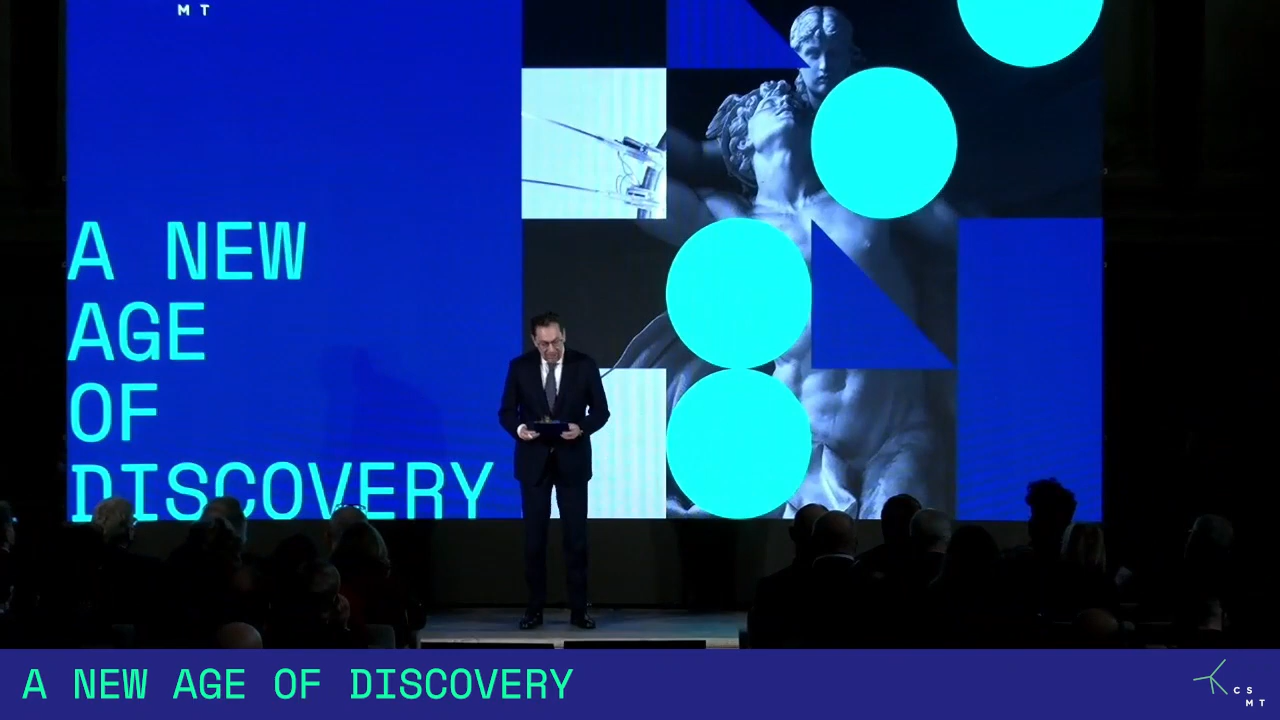 M T
A NEW
AGE
OF
DISCOVERY
A NEW AGE OF DISCOVERY
C S
M T